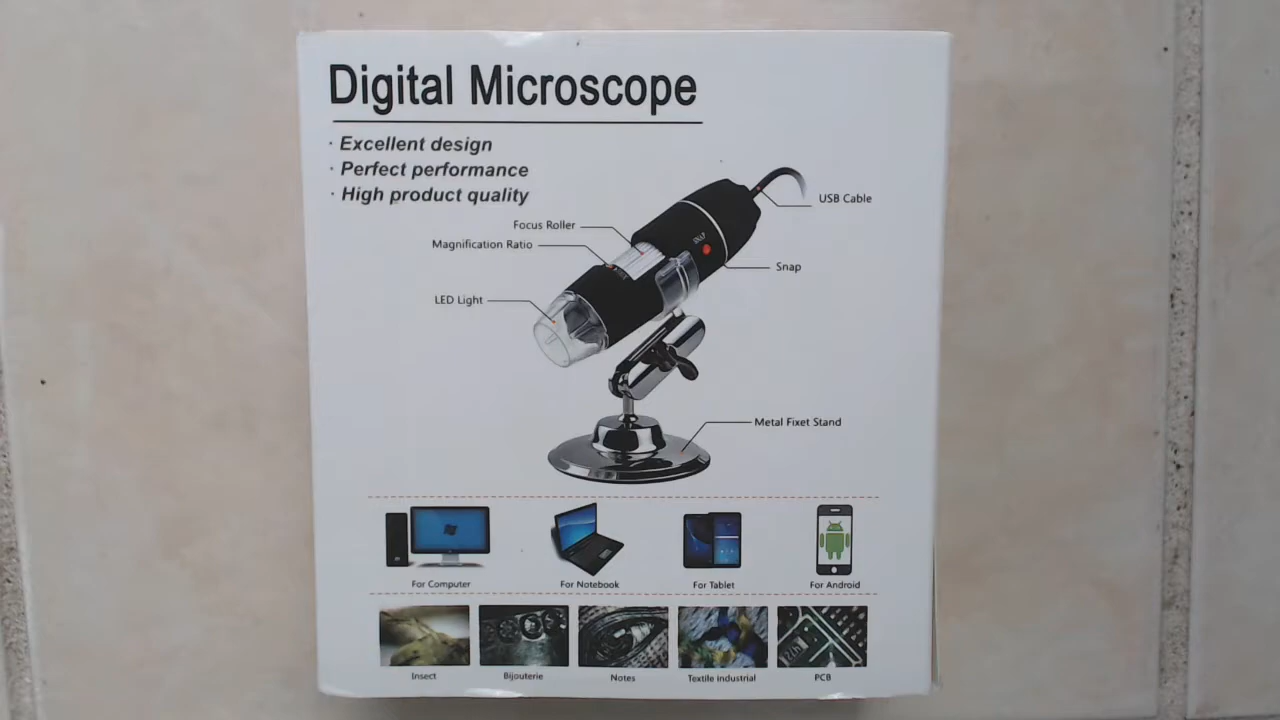 Digital Microscope
· Excellent design
· Perfect performance
· High product quality
USB Cable
Focus Roller
Magnification Ratio
SNAP
Snap
LED Light
Metal Fixet Stand
For Computer
For Notebook
For Tablet
For Android
Insect
Bijouterie
Notes
Textile industrial
PCB